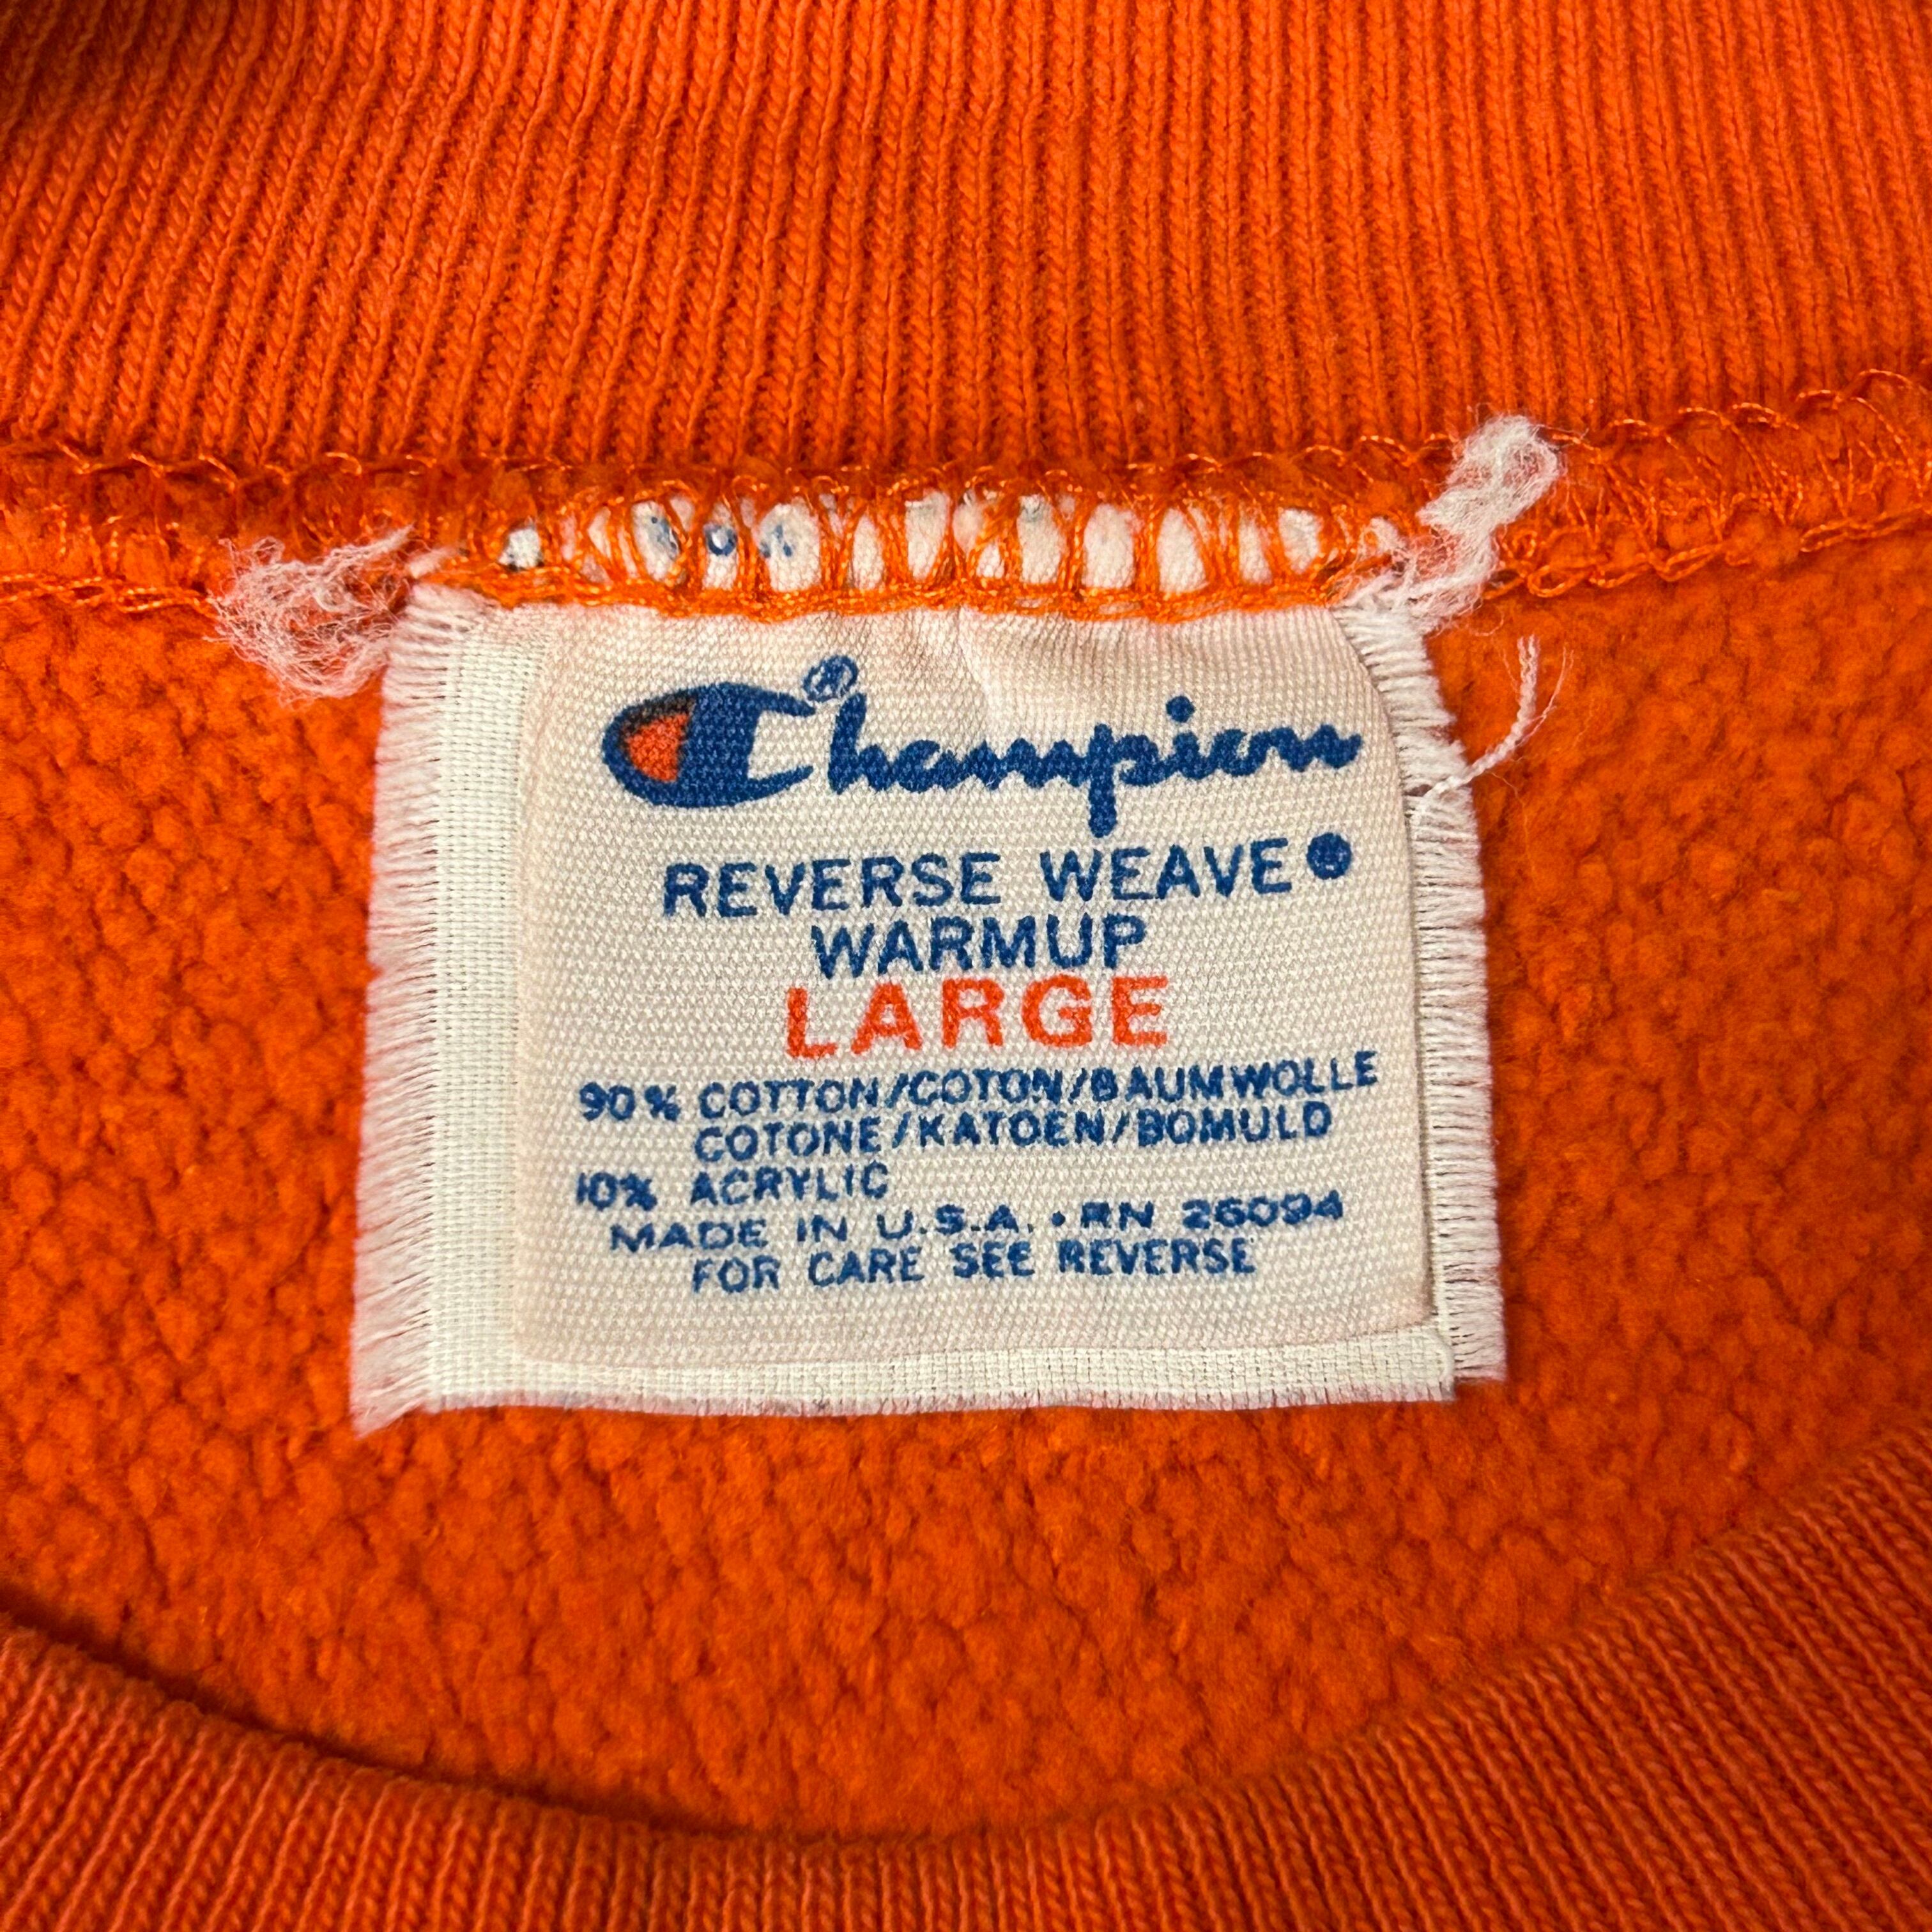 Champion®
REVERSE WEAVE®
WARMUP
LARGE
90% COTTON/COTON/BAUMWOLLE
COTONE/KATOEN/BOMULD
10% ACRYLIC
MADE IN U.S.A. • RN 26094
FOR CARE SEE REVERSE